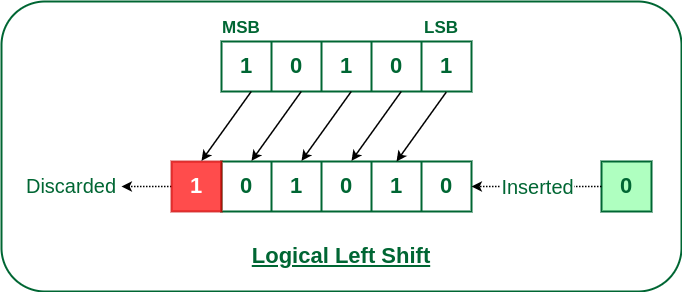 MSB LSB
1 0 1 0 1
Discarded 1 0 1 0 1 0 Inserted 0
Logical Left Shift